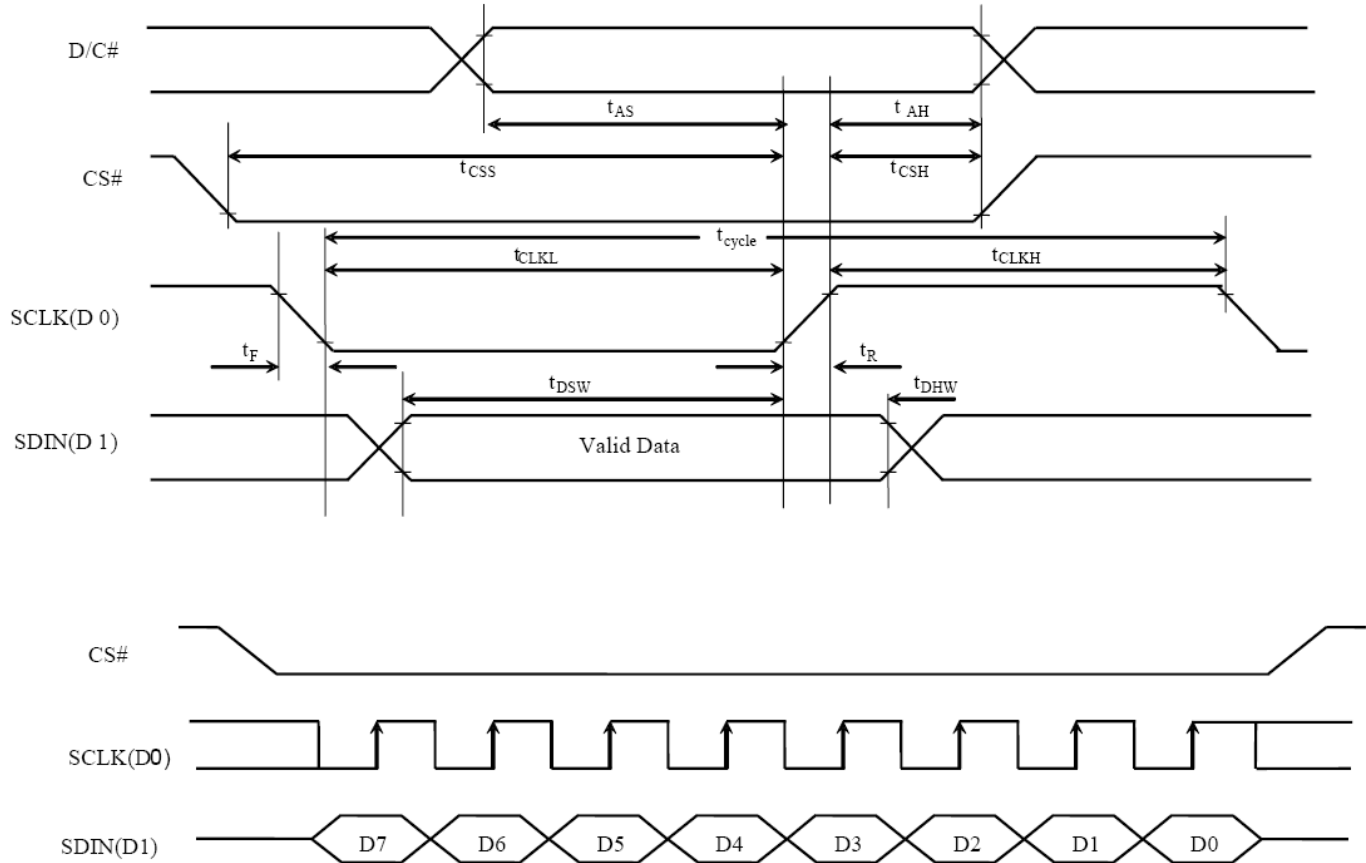 D/C#
tAS
t AH
tCSS
tCSH
CS#
tcycle
tCLKL
tCLKH
SCLK(D 0)
tF
tR
tDSW
tDHW
SDIN(D 1)
Valid Data
CS#
SCLK(D0)
SDIN(D1)
D7 D6 D5 D4 D3 D2 D1 D0